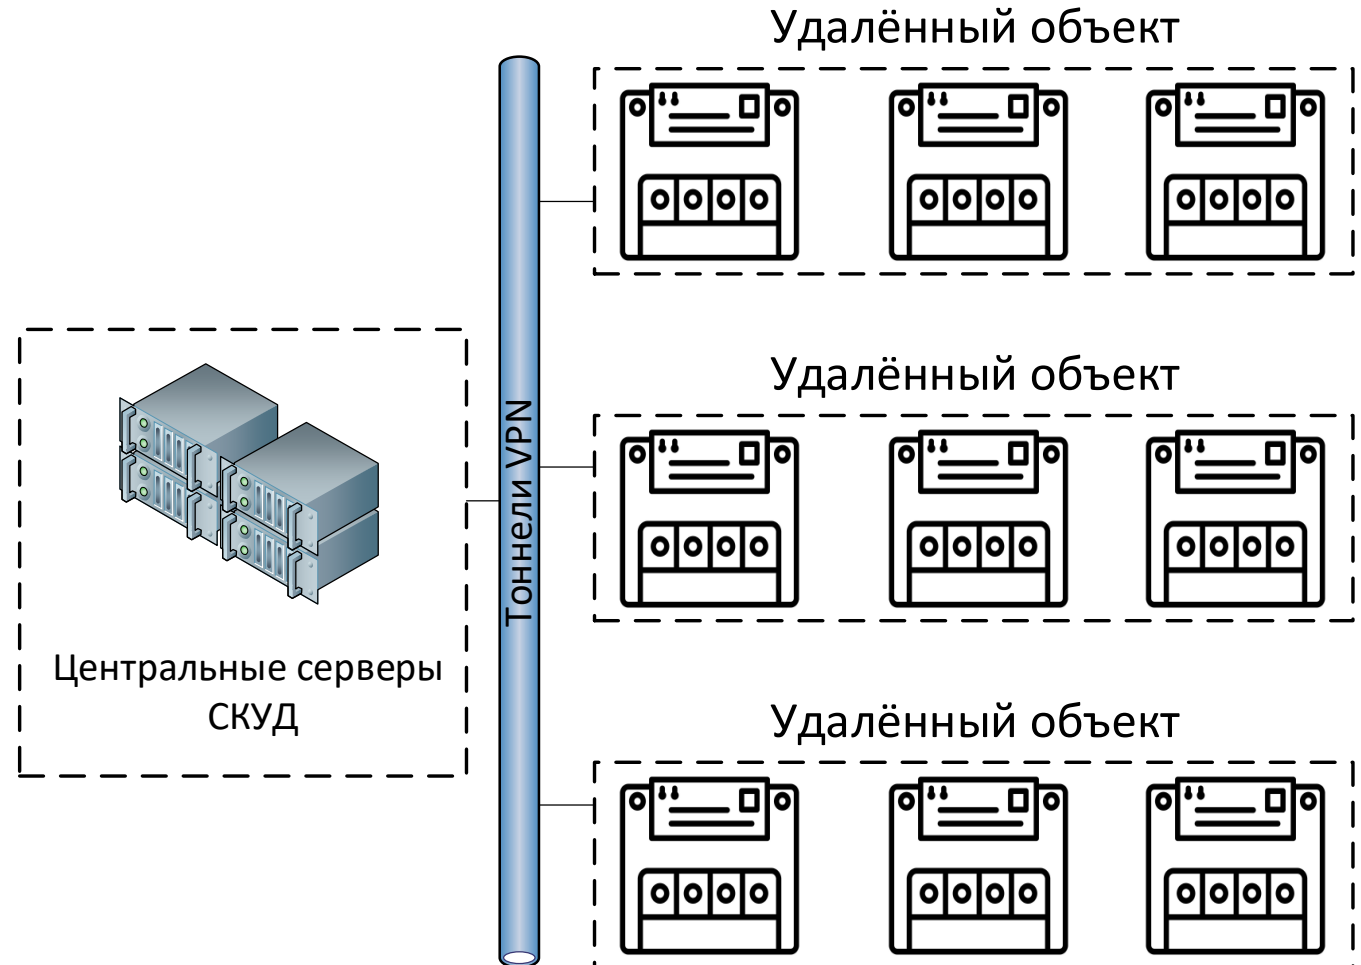 Удалённый объект
Удалённый объект
Тоннели VPN
Центральные серверы
СКУД
Удалённый объект